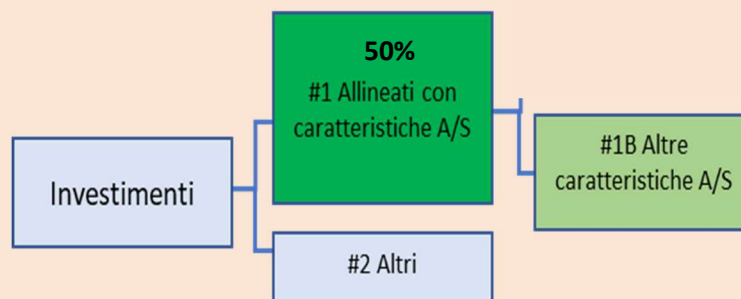 50%
#1 Allineati con
caratteristiche A/S
#1B Altre
caratteristiche A/S
Investimenti
#2 Altri